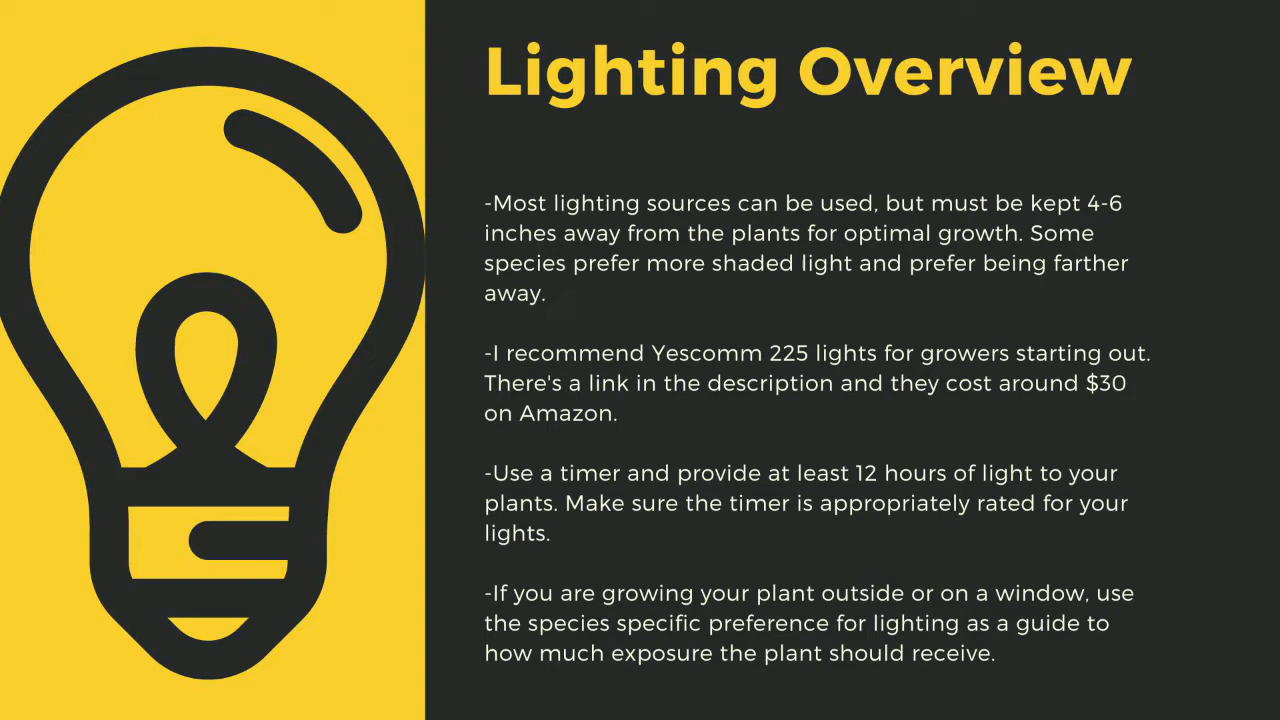 Lighting Overview
-Most lighting sources can be used, but must be kept 4-6
inches away from the plants for optimal growth. Some
species prefer more shaded light and prefer being farther
away.
-I recommend Yescomm 225 lights for growers starting out.
There's a link in the description and they cost around $30
on Amazon.
-Use a timer and provide at least 12 hours of light to your
plants. Make sure the timer is appropriately rated for your
lights.
-If you are growing your plant outside or on a window, use
the species specific preference for lighting as a guide to
how much exposure the plant should receive.